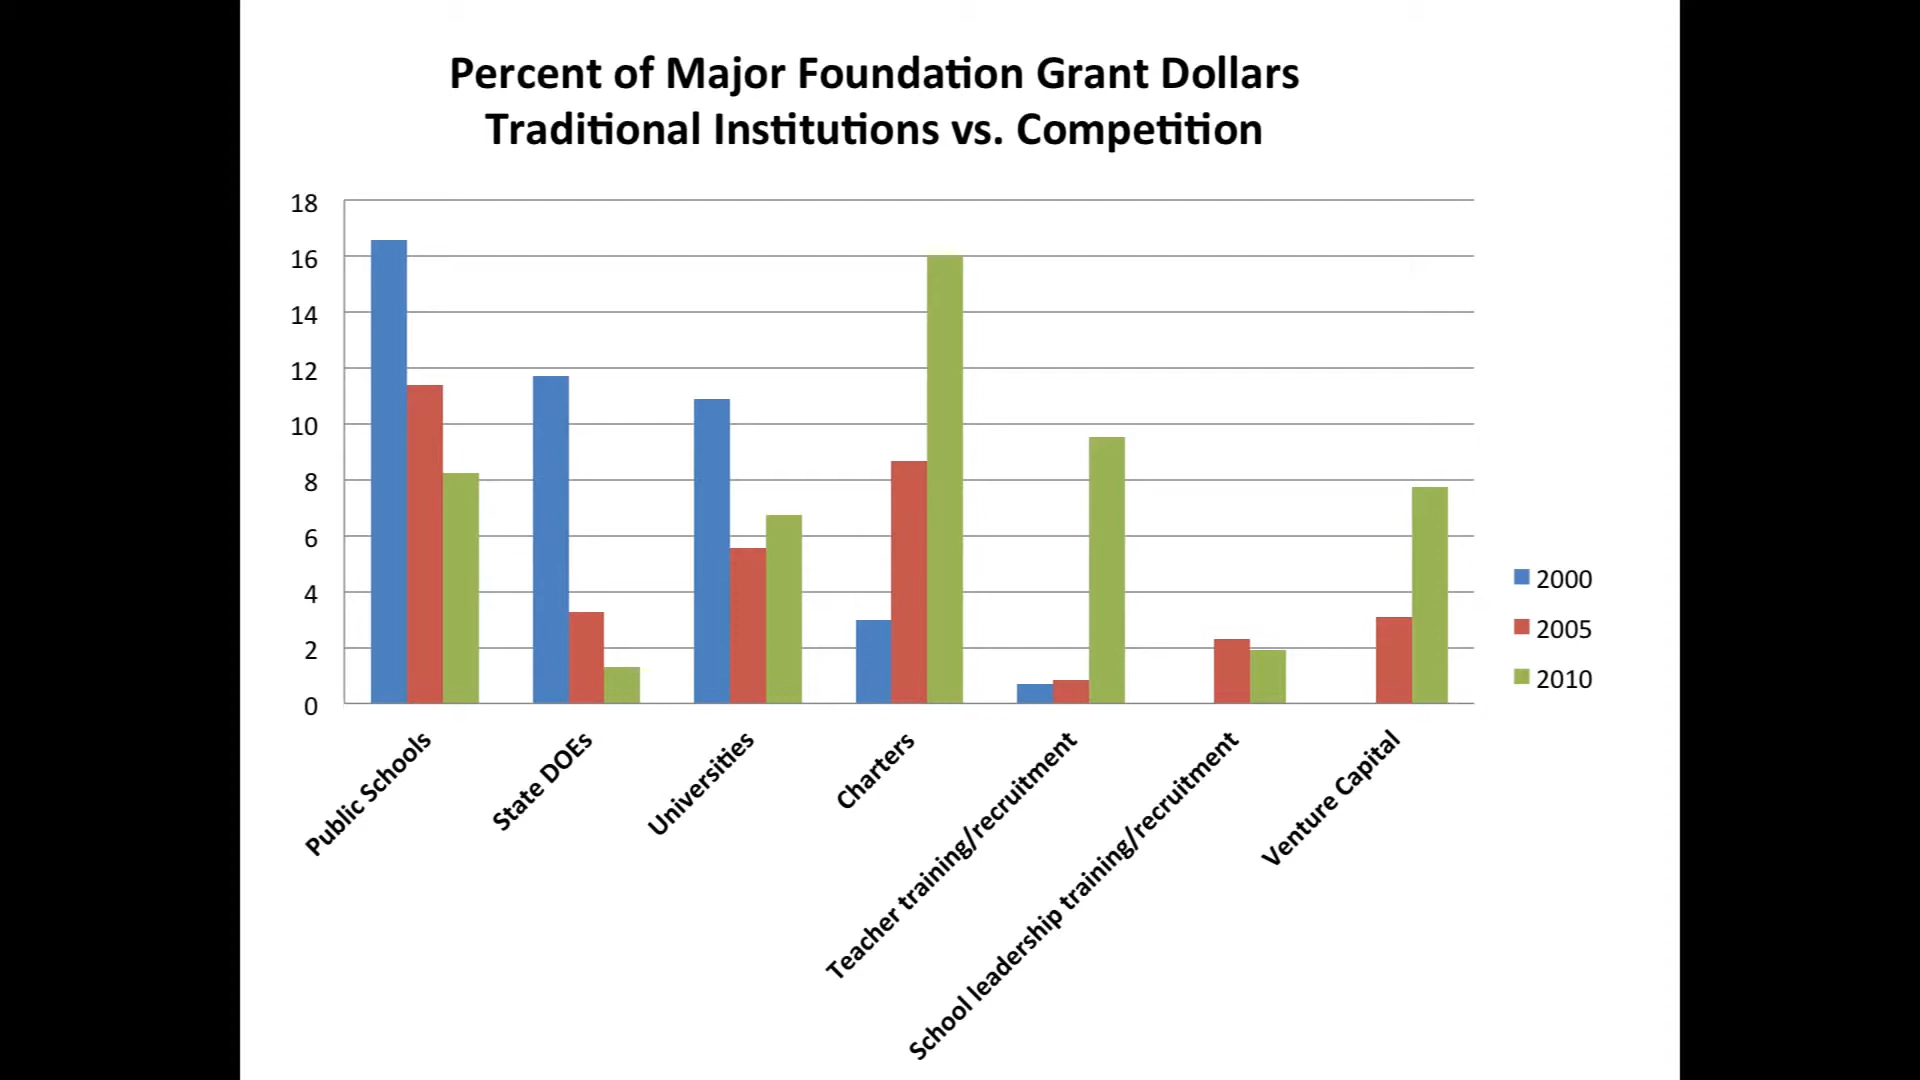 Percent of Major Foundation Grant Dollars
Traditional Institutions vs. Competition
18
16
14
12
10
8
6
4
2
0
Public Schools
State DOEs
Universities
Charters
Teacher training/recruitment
School leadership training/recruitment
Venture Capital
2000
2005
2010